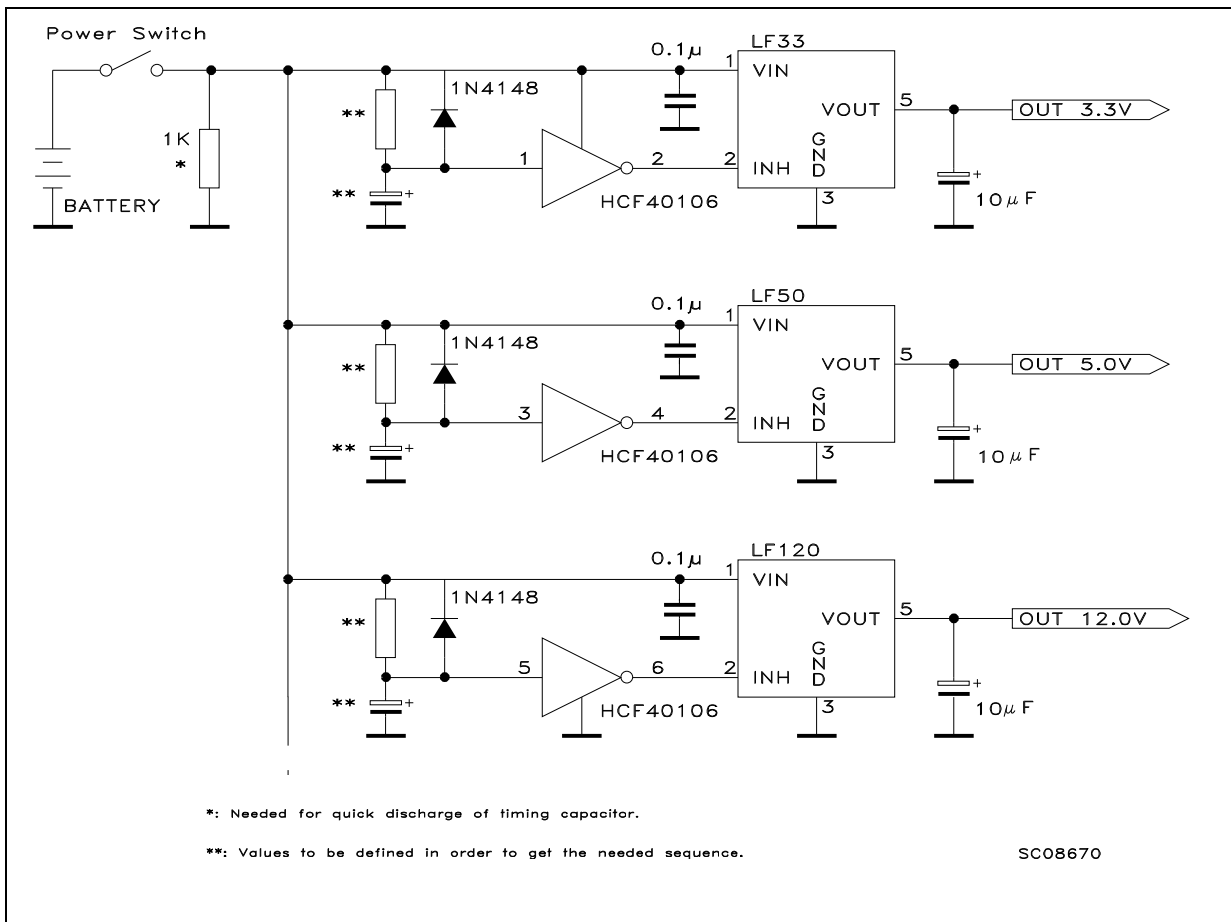 Power Switch
1K
*
BATTERY
**
1N4148
**
+
1
2
HCF40106
0.1μ
LF33
1
VIN
2
INH
GND
3
VOUT
5
OUT 3.3V
+
10μF
**
1N4148
**
+
3
4
HCF40106
0.1μ
LF50
1
VIN
2
INH
GND
3
VOUT
5
OUT 5.0V
+
10μF
**
1N4148
**
+
5
6
HCF40106
0.1μ
LF120
1
VIN
2
INH
GND
3
VOUT
5
OUT 12.0V
+
10μF
*: Needed for quick discharge of timing capacitor.
**: Values to be defined in order to get the needed sequence.
SC08670